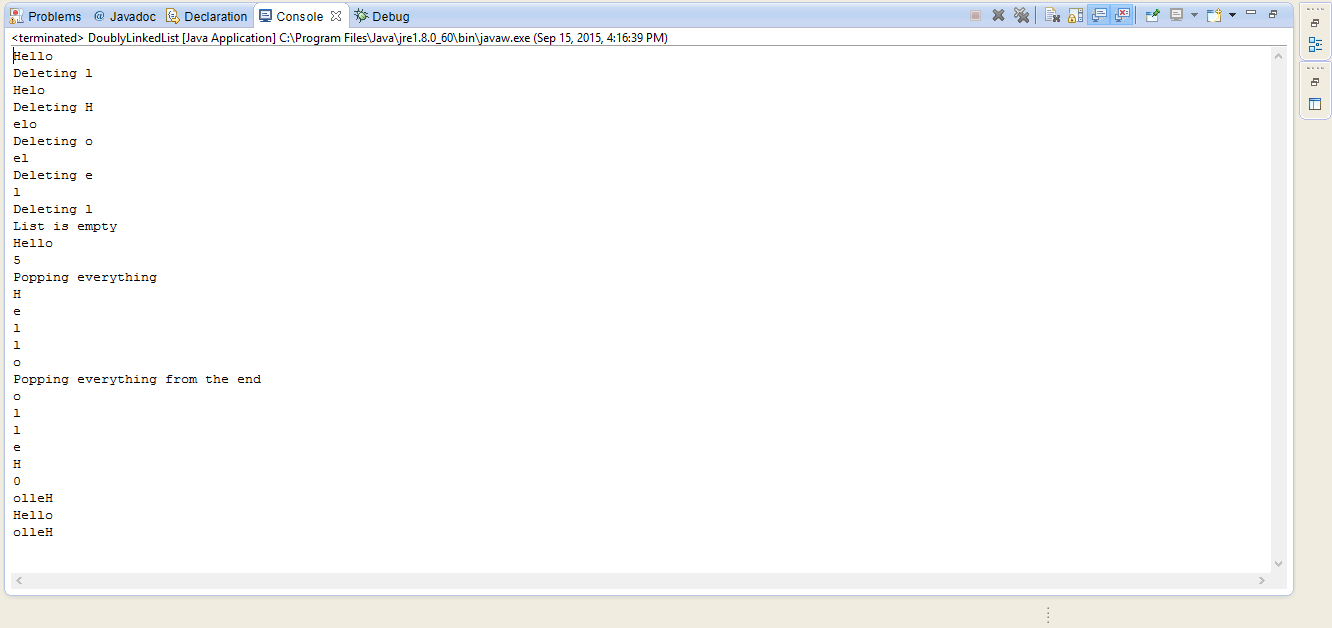 Problems @ Javadoc Declaration Console Debug
<terminated> DoublyLinkedList [Java Application] C:\Program Files\Java\jre1.8.0_60\bin\javaw.exe (Sep 15, 2015, 4:16:39 PM)
Hello
Deleting l
Helo
Deleting H
elo
Deleting o
el
Deleting e
l
Deleting l
List is empty
Hello
5
Popping everything
H
e
l
l
o
Popping everything from the end
o
l
l
e
H
0
olleH
Hello
olleH